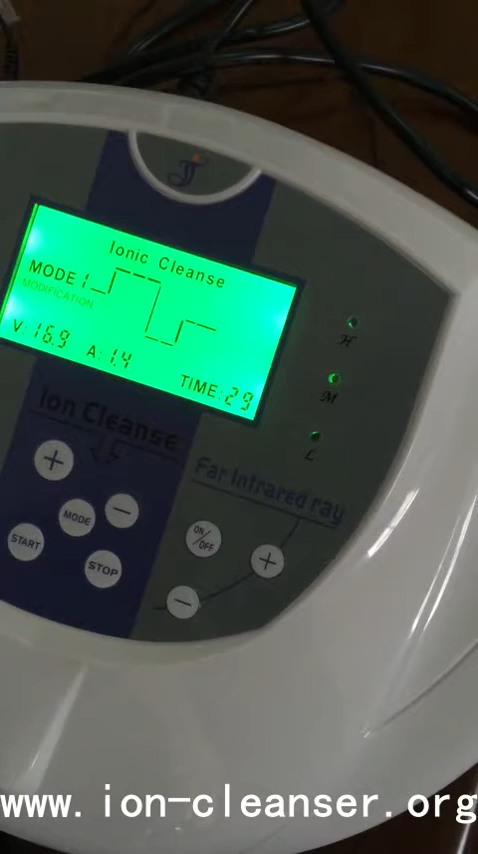 Ionic Cleanse
MODE 1
MODIFICATION
V: 16.9 A: 1.4
TIME: 29
H
M
L
Ion Cleanse
Far Infrared ray
+
−
MODE
START
STOP
ON/OFF
+
−
www.ion-cleanser.org